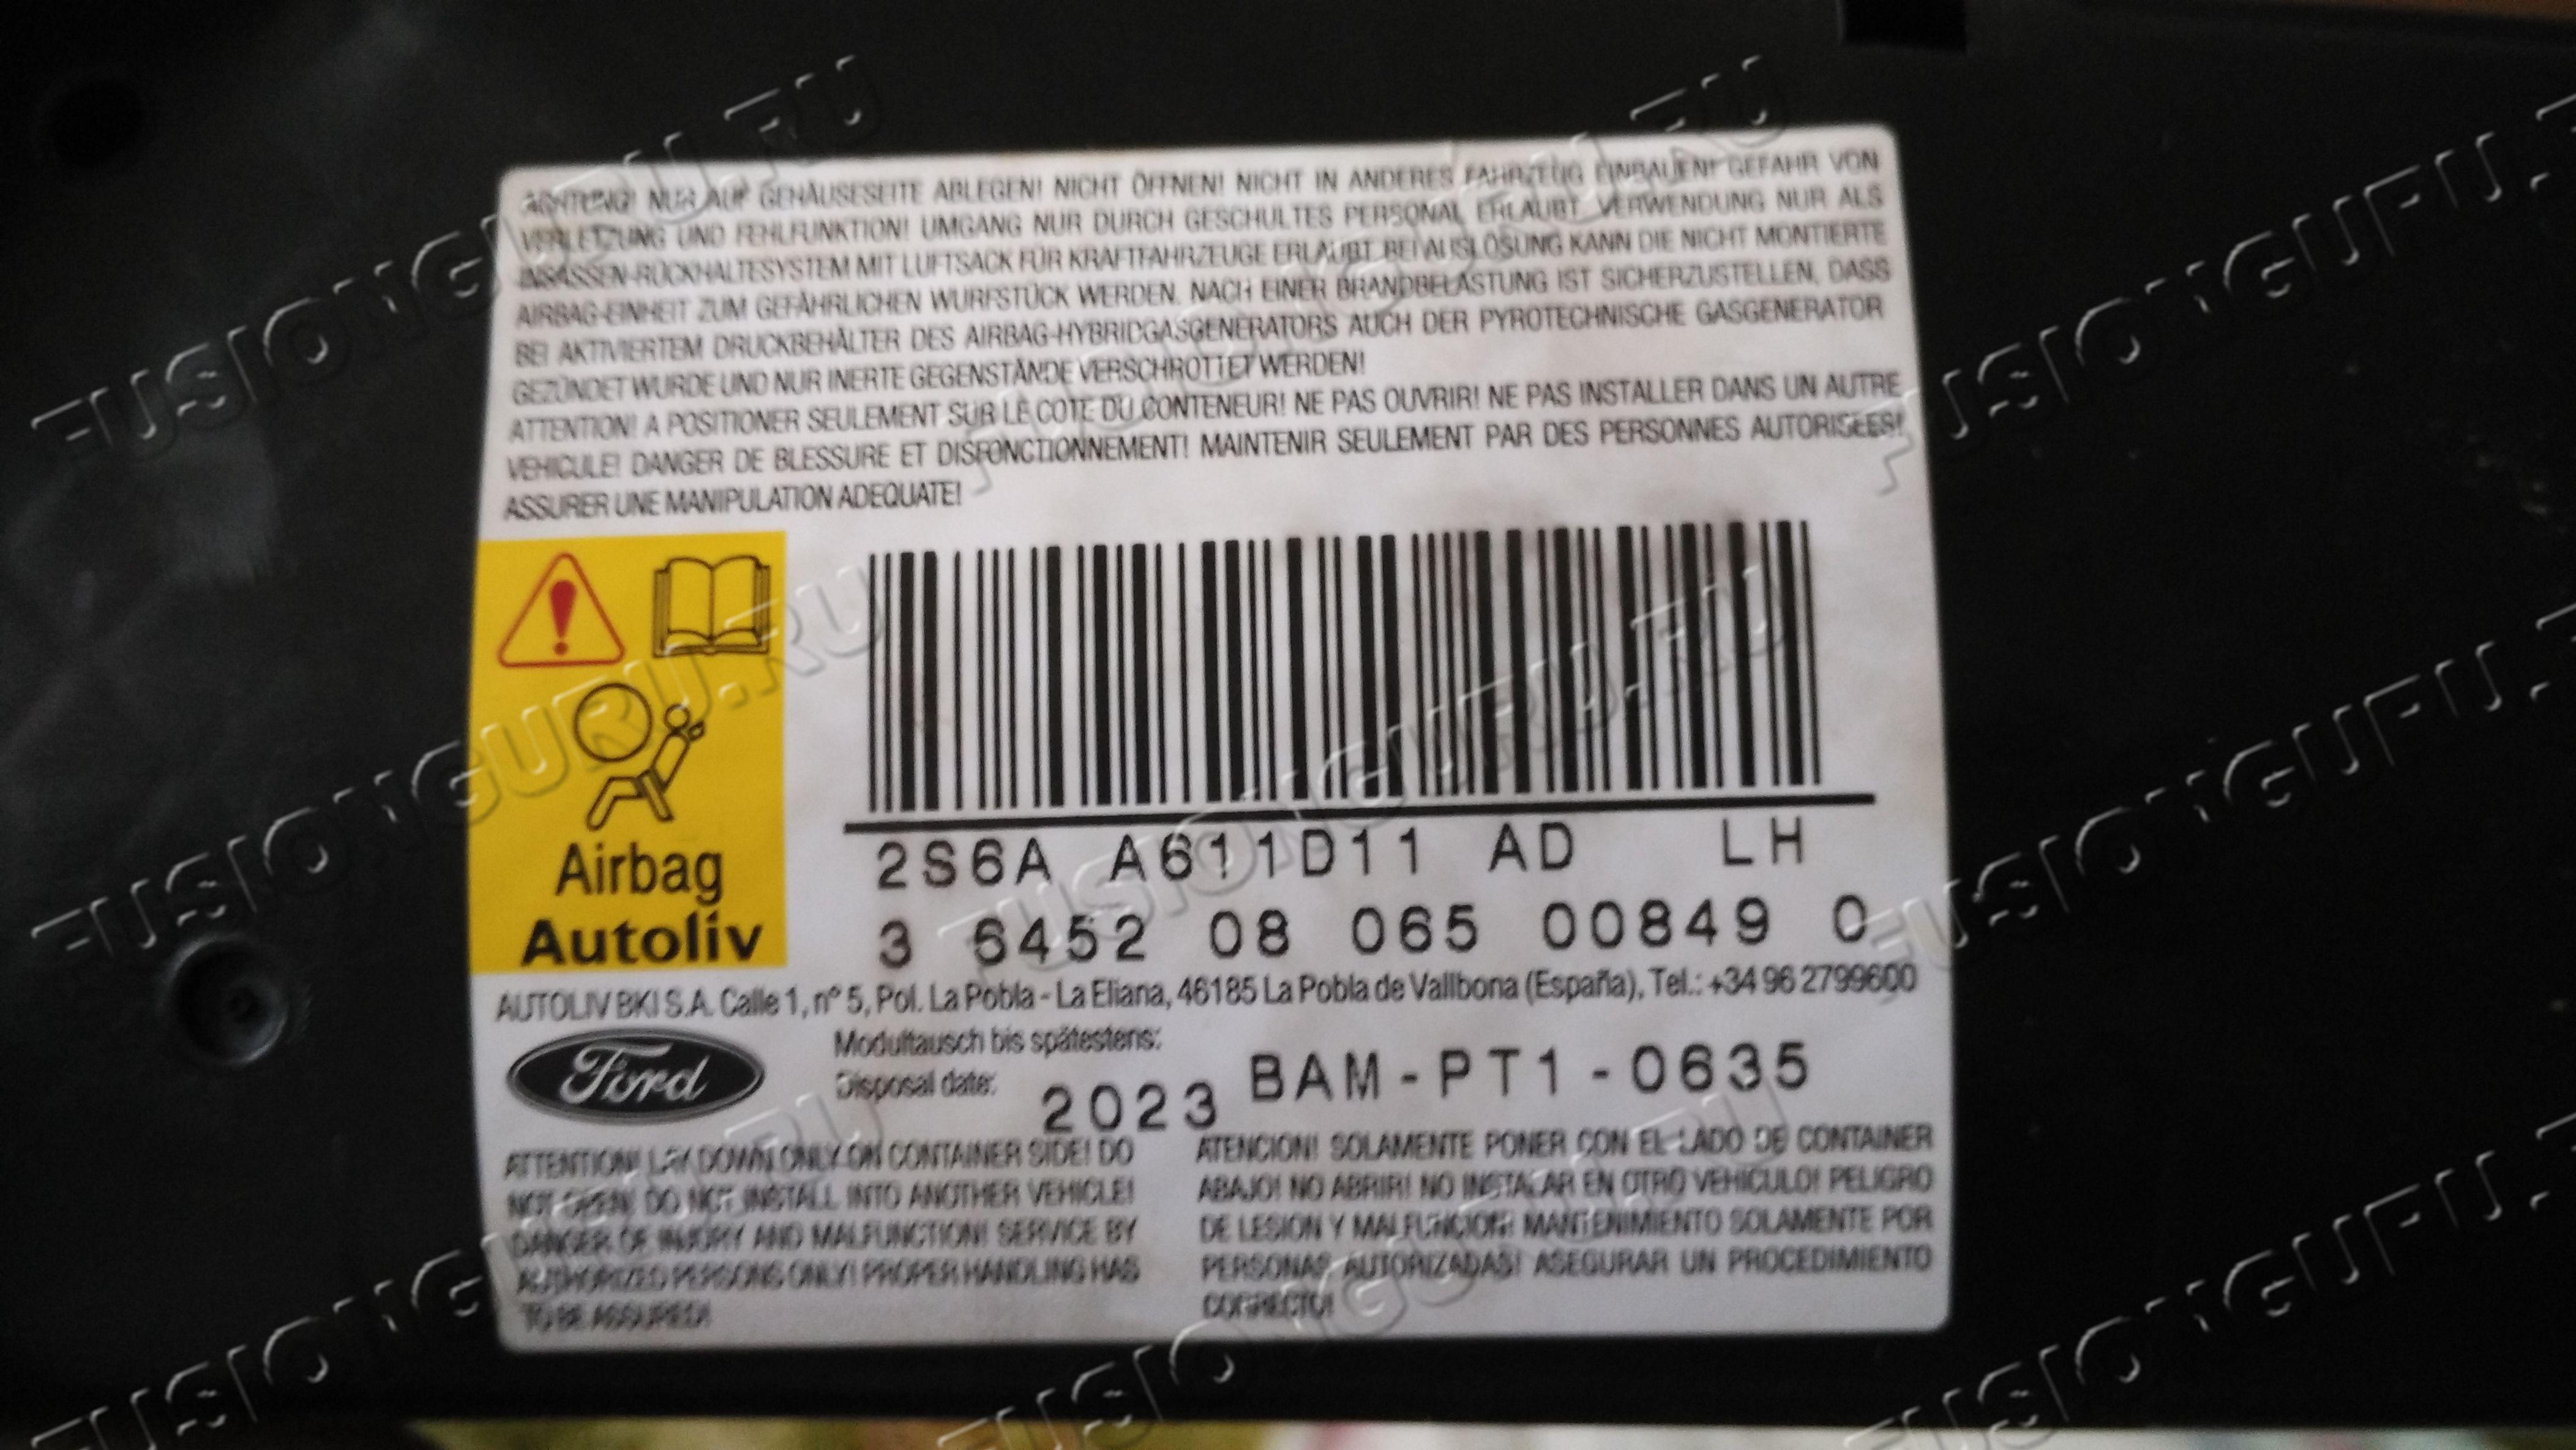 ACHTUNG! NUR AUF GEHÄUSESEITE ABLEGEN! NICHT ÖFFNEN! NICHT IN ANDERES FAHRZEUG EINBAUEN! GEFAHR VON
VERLETZUNG UND FEHLFUNKTION! UMGANG NUR DURCH GESCHULTES PERSONAL ERLAUBT. VERWENDUNG NUR ALS
INSASSEN-RÜCKHALTESYSTEM MIT LUFTSACK FÜR KRAFTFAHRZEUGE ERLAUBT. BEI AUSLÖSUNG KANN DIE NICHT MONTIERTE
AIRBAG-EINHEIT ZUM GEFÄHRLICHEN WURFSTÜCK WERDEN. NACH EINER BRANDBELASTUNG IST SICHERZUSTELLEN, DASS
BEI AKTIVIERTEM DRUCKBEHÄLTER DES AIRBAG-HYBRIDGASGENERATORS AUCH DER PYROTECHNISCHE GASGENERATOR
GEZÜNDET WURDE UND NUR INERTE GEGENSTÄNDE VERSCHROTTET WERDEN!
ATTENTION! A POSITIONER SEULEMENT SUR LE COTE DU CONTENEUR! NE PAS OUVRIR! NE PAS INSTALLER DANS UN AUTRE
VEHICULE! DANGER DE BLESSURE ET DISFONCTIONNEMENT! MAINTENIR SEULEMENT PAR DES PERSONNES AUTORISEES!
ASSURER UNE MANIPULATION ADEQUATE!
Airbag
Autoliv
2S6A A611D11 AD LH
3 6452 08 065 00849 0
AUTOLIV BKI S.A. Calle 1, nº 5, Pol. La Pobla - La Eliana, 46185 La Pobla de Vallbona (España), Tel.: +34 96 2799600
Ford
Modultausch bis spätestens:
Disposal date: 2023
BAM-PT1-0635
ATTENTION! LAY DOWN ONLY ON CONTAINER SIDE! DO
NOT OPEN! DO NOT INSTALL INTO ANOTHER VEHICLE!
DANGER OF INJURY AND MALFUNCTION! SERVICE BY
AUTHORIZED PERSONS ONLY! PROPER HANDLING HAS
TO BE ASSURED!
ATENCION! SOLAMENTE PONER CON EL LADO DE CONTAINER
ABAJO! NO ABRIR! NO INSTALAR EN OTRO VEHICULO! PELIGRO
DE LESION Y MALFUNCION! MANTENIMIENTO SOLAMENTE POR
PERSONAS AUTORIZADAS! ASEGURAR UN PROCEDIMIENTO
CORRECTO!
FUSIONGURU.RU